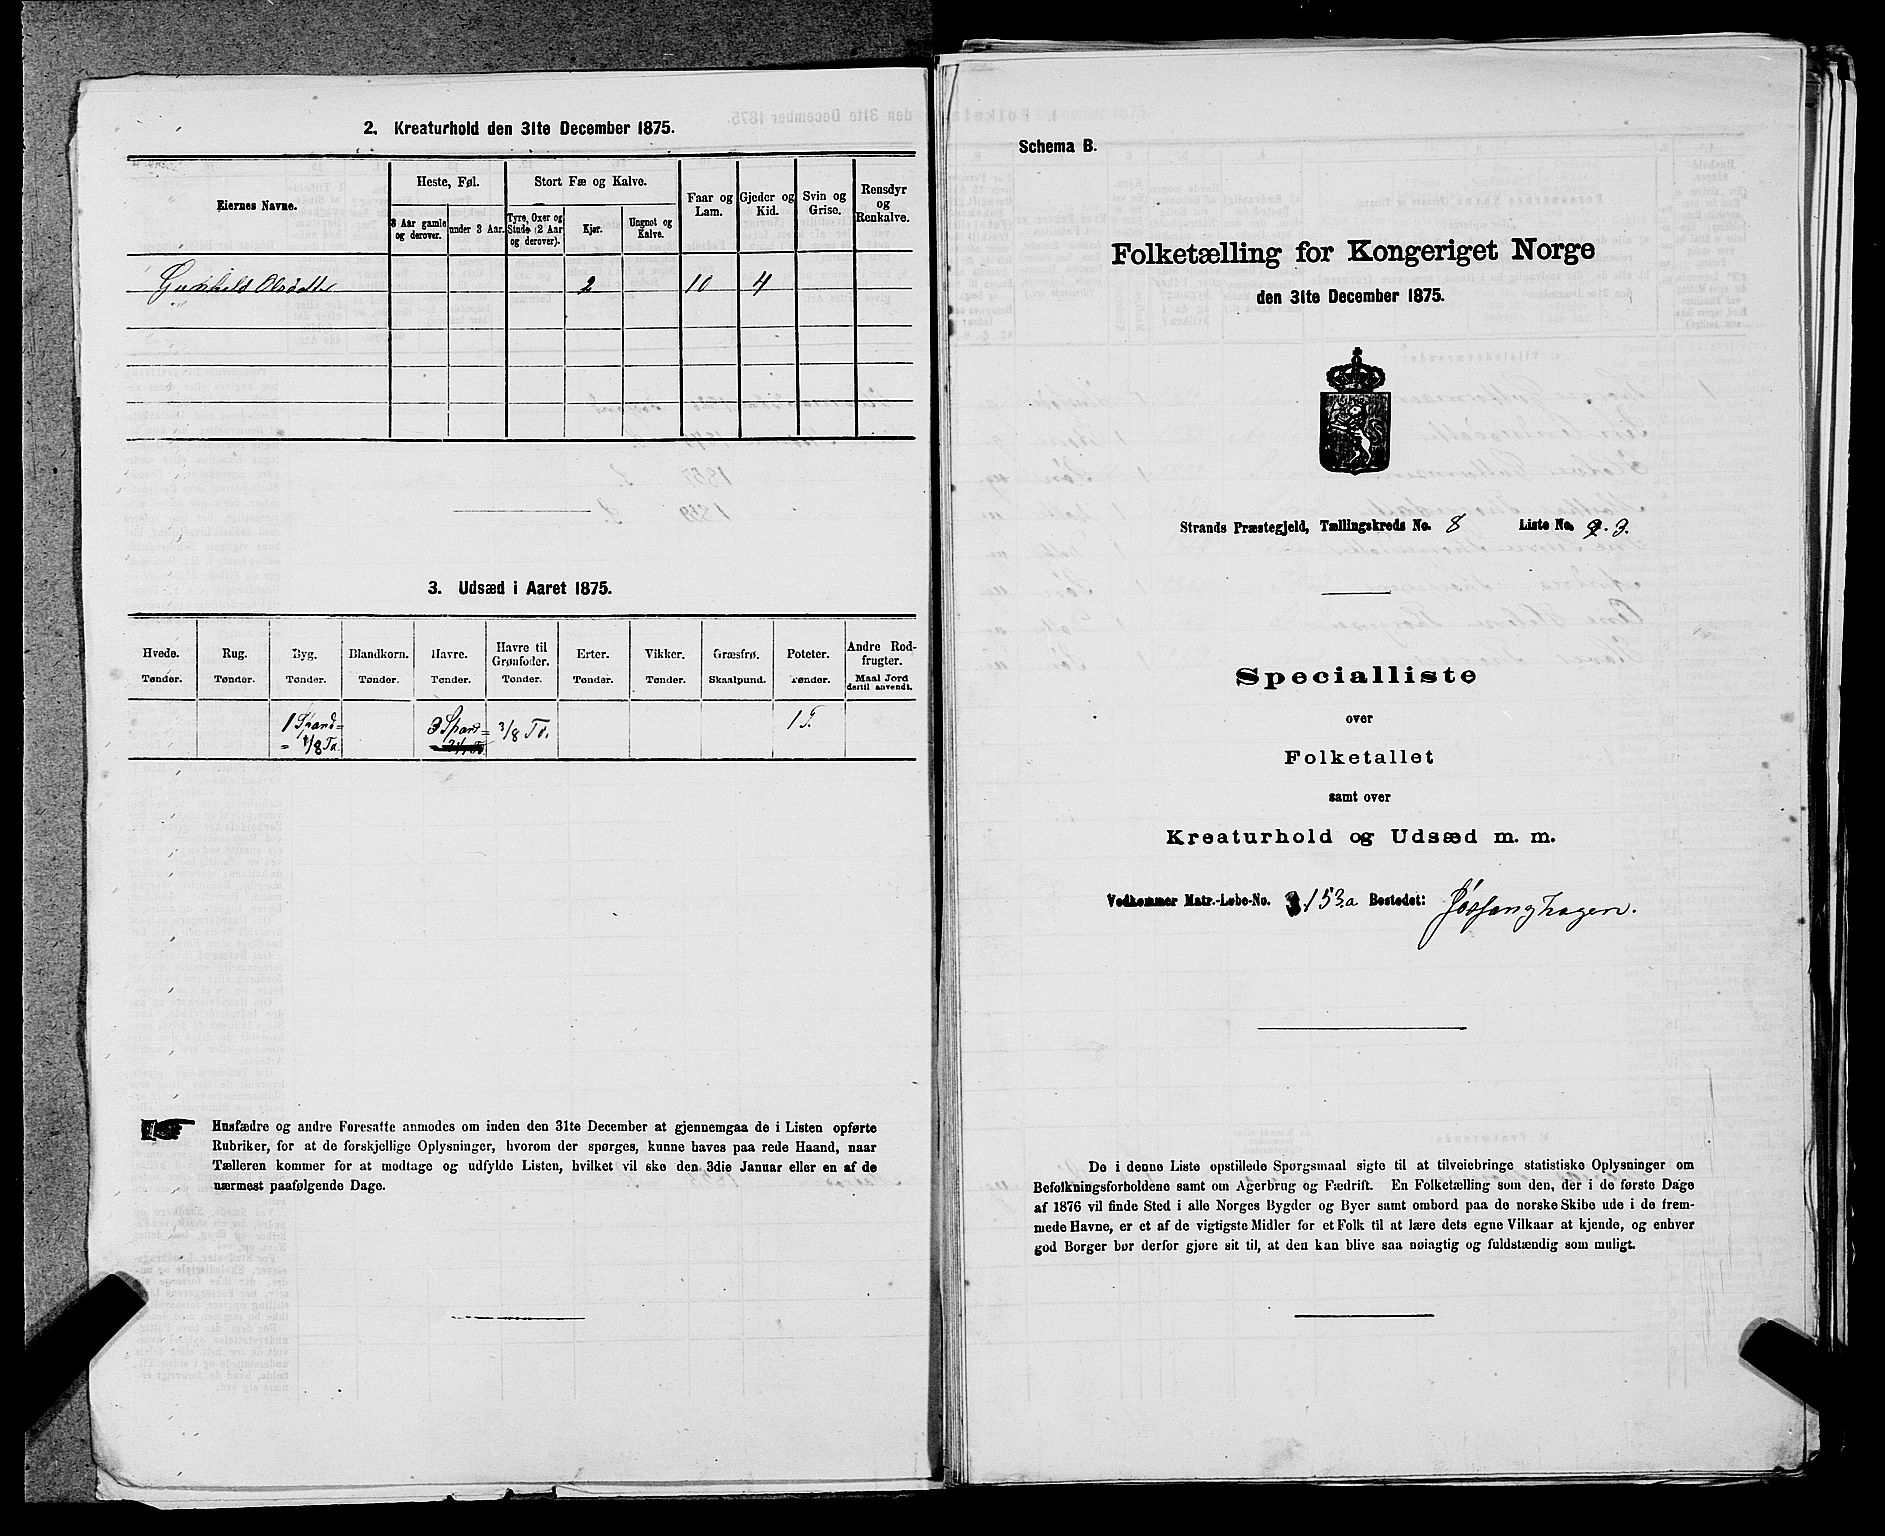 2. Kreaturhold den 31te December 1875.
Eiernes Navne.
Heste, Føl.
Stort Fæ og Kalve.
Faar og Lam.
Gjeder og Kid.
Svin og Grise.
Rensdyr og Renkalve.
3 Aar gamle og derover.
under 3 Aar.
Tyre, Oxer og Stude (2 Aar og derover).
Kjør.
Ungnot og Kalve.
Gunhild Olsdatter 2 10 4
3. Udsæd i Aaret 1875.
Hvede. Rug. Byg. Blandkorn. Havre. Havre til Grønfoder. Erter. Vikker. Græsfrø. Poteter. Andre Rodfrugter.
Tønder. Tønder. Tønder. Tønder. Tønder. Tønder. Tønder. Tønder. Skaalpund. Tønder. Maal Jord dertil anvendt.
1 Spand = 3 Spand = 3/8 Tø. 1 T.
= 1/8 Tø.
Husfædre og andre Foresatte anmodes om inden den 31te December at gjennemgaa de i Listen opførte
Rubriker, for at de forskjellige Oplysninger, hvorom der spørges, kunne haves paa rede Haand, naar
Tælleren kommer for at modtage og udfylde Listen, hvilket vil ske den 3die Januar eller en af de
nærmest paafølgende Dage.
Schema B.
Folketælling for Kongeriget Norge
den 31te December 1875.
Strands Præstegjeld, Tællingskreds No. 8 Liste No. 3.
Specialliste
over
Folketallet
samt over
Kreaturhold og Udsæd m. m.
Vedkommer Matr.-Løbe-No. 153.a Bostedet: Jøssanghagen.
De i denne Liste opstillede Spørgsmaal sigte til at tilveiebringe statistiske Oplysninger om
Befolkningsforholdene samt om Agerbrug og Fædrift. En Folketælling som den, der i de første Dage
af 1876 vil finde Sted i alle Norges Bygder og Byer samt ombord paa de norske Skibe ude i de frem-
mede Havne, er et af de vigtigste Midler for et Folk til at lære dets egne Vilkaar at kjende, og enhver
god Borger bør derfor gjøre sit til, at den kan blive saa nøiagtig og fuldstændig som muligt.